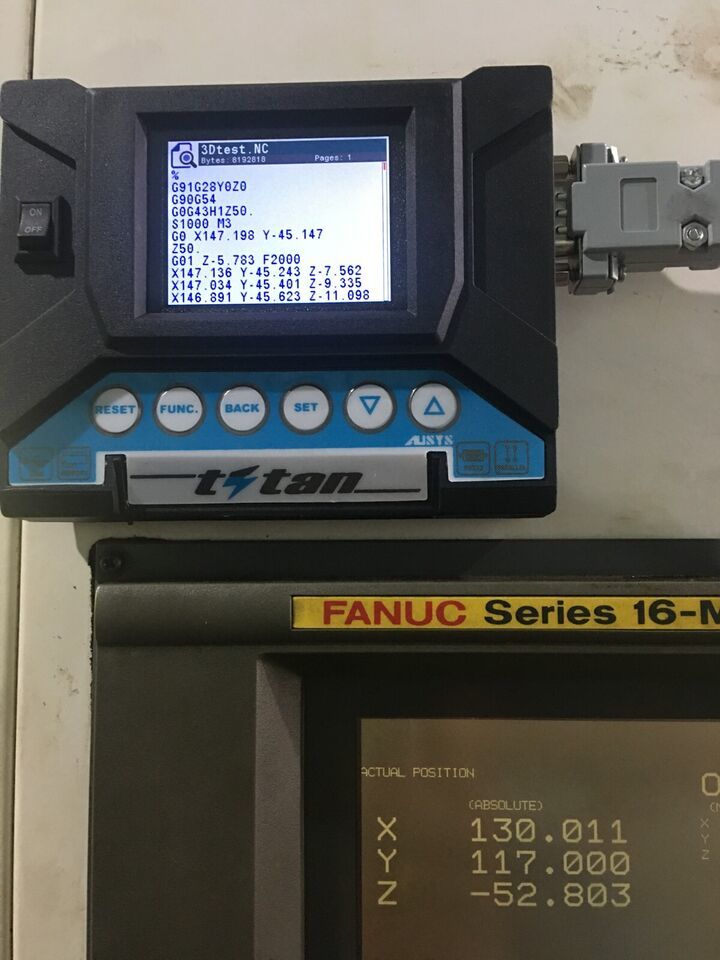 3Dtest.NC
Bytes: 8192818 Pages: 1
%
G91G28Y0Z0
G90G54
G0G43H1Z50.
S1000 M3
G0 X147.198 Y-45.147
Z50.
G01 Z-5.783 F2000
X147.136 Y-45.243 Z-7.562
X147.034 Y-45.401 Z-9.335
X146.891 Y-45.623 Z-11.098
ON
OFF
RESET FUNC. BACK SET
AUSYS
titan
FANUC Series 16-M
ACTUAL POSITION
(ABSOLUTE)
X 130.011
Y 117.000
Z -52.803
X
Y
Z